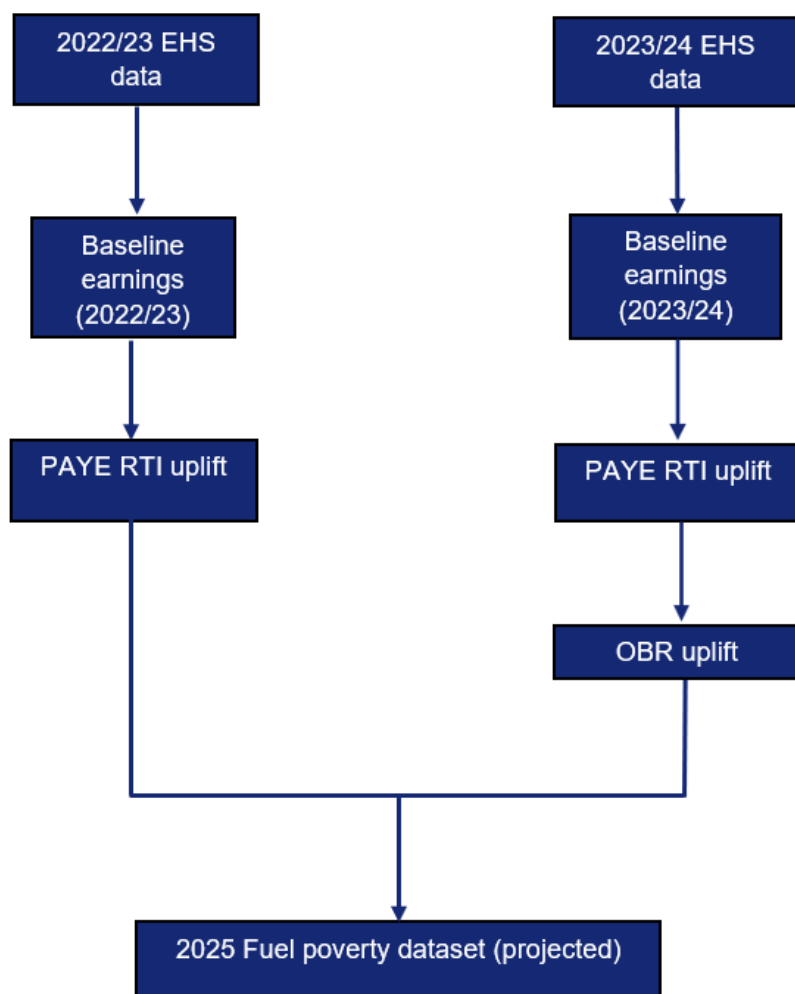 2022/23 EHS
data
2023/24 EHS
data
Baseline
earnings
(2022/23)
Baseline
earnings
(2023/24)
PAYE RTI uplift
PAYE RTI uplift
OBR uplift
2025 Fuel poverty dataset (projected)